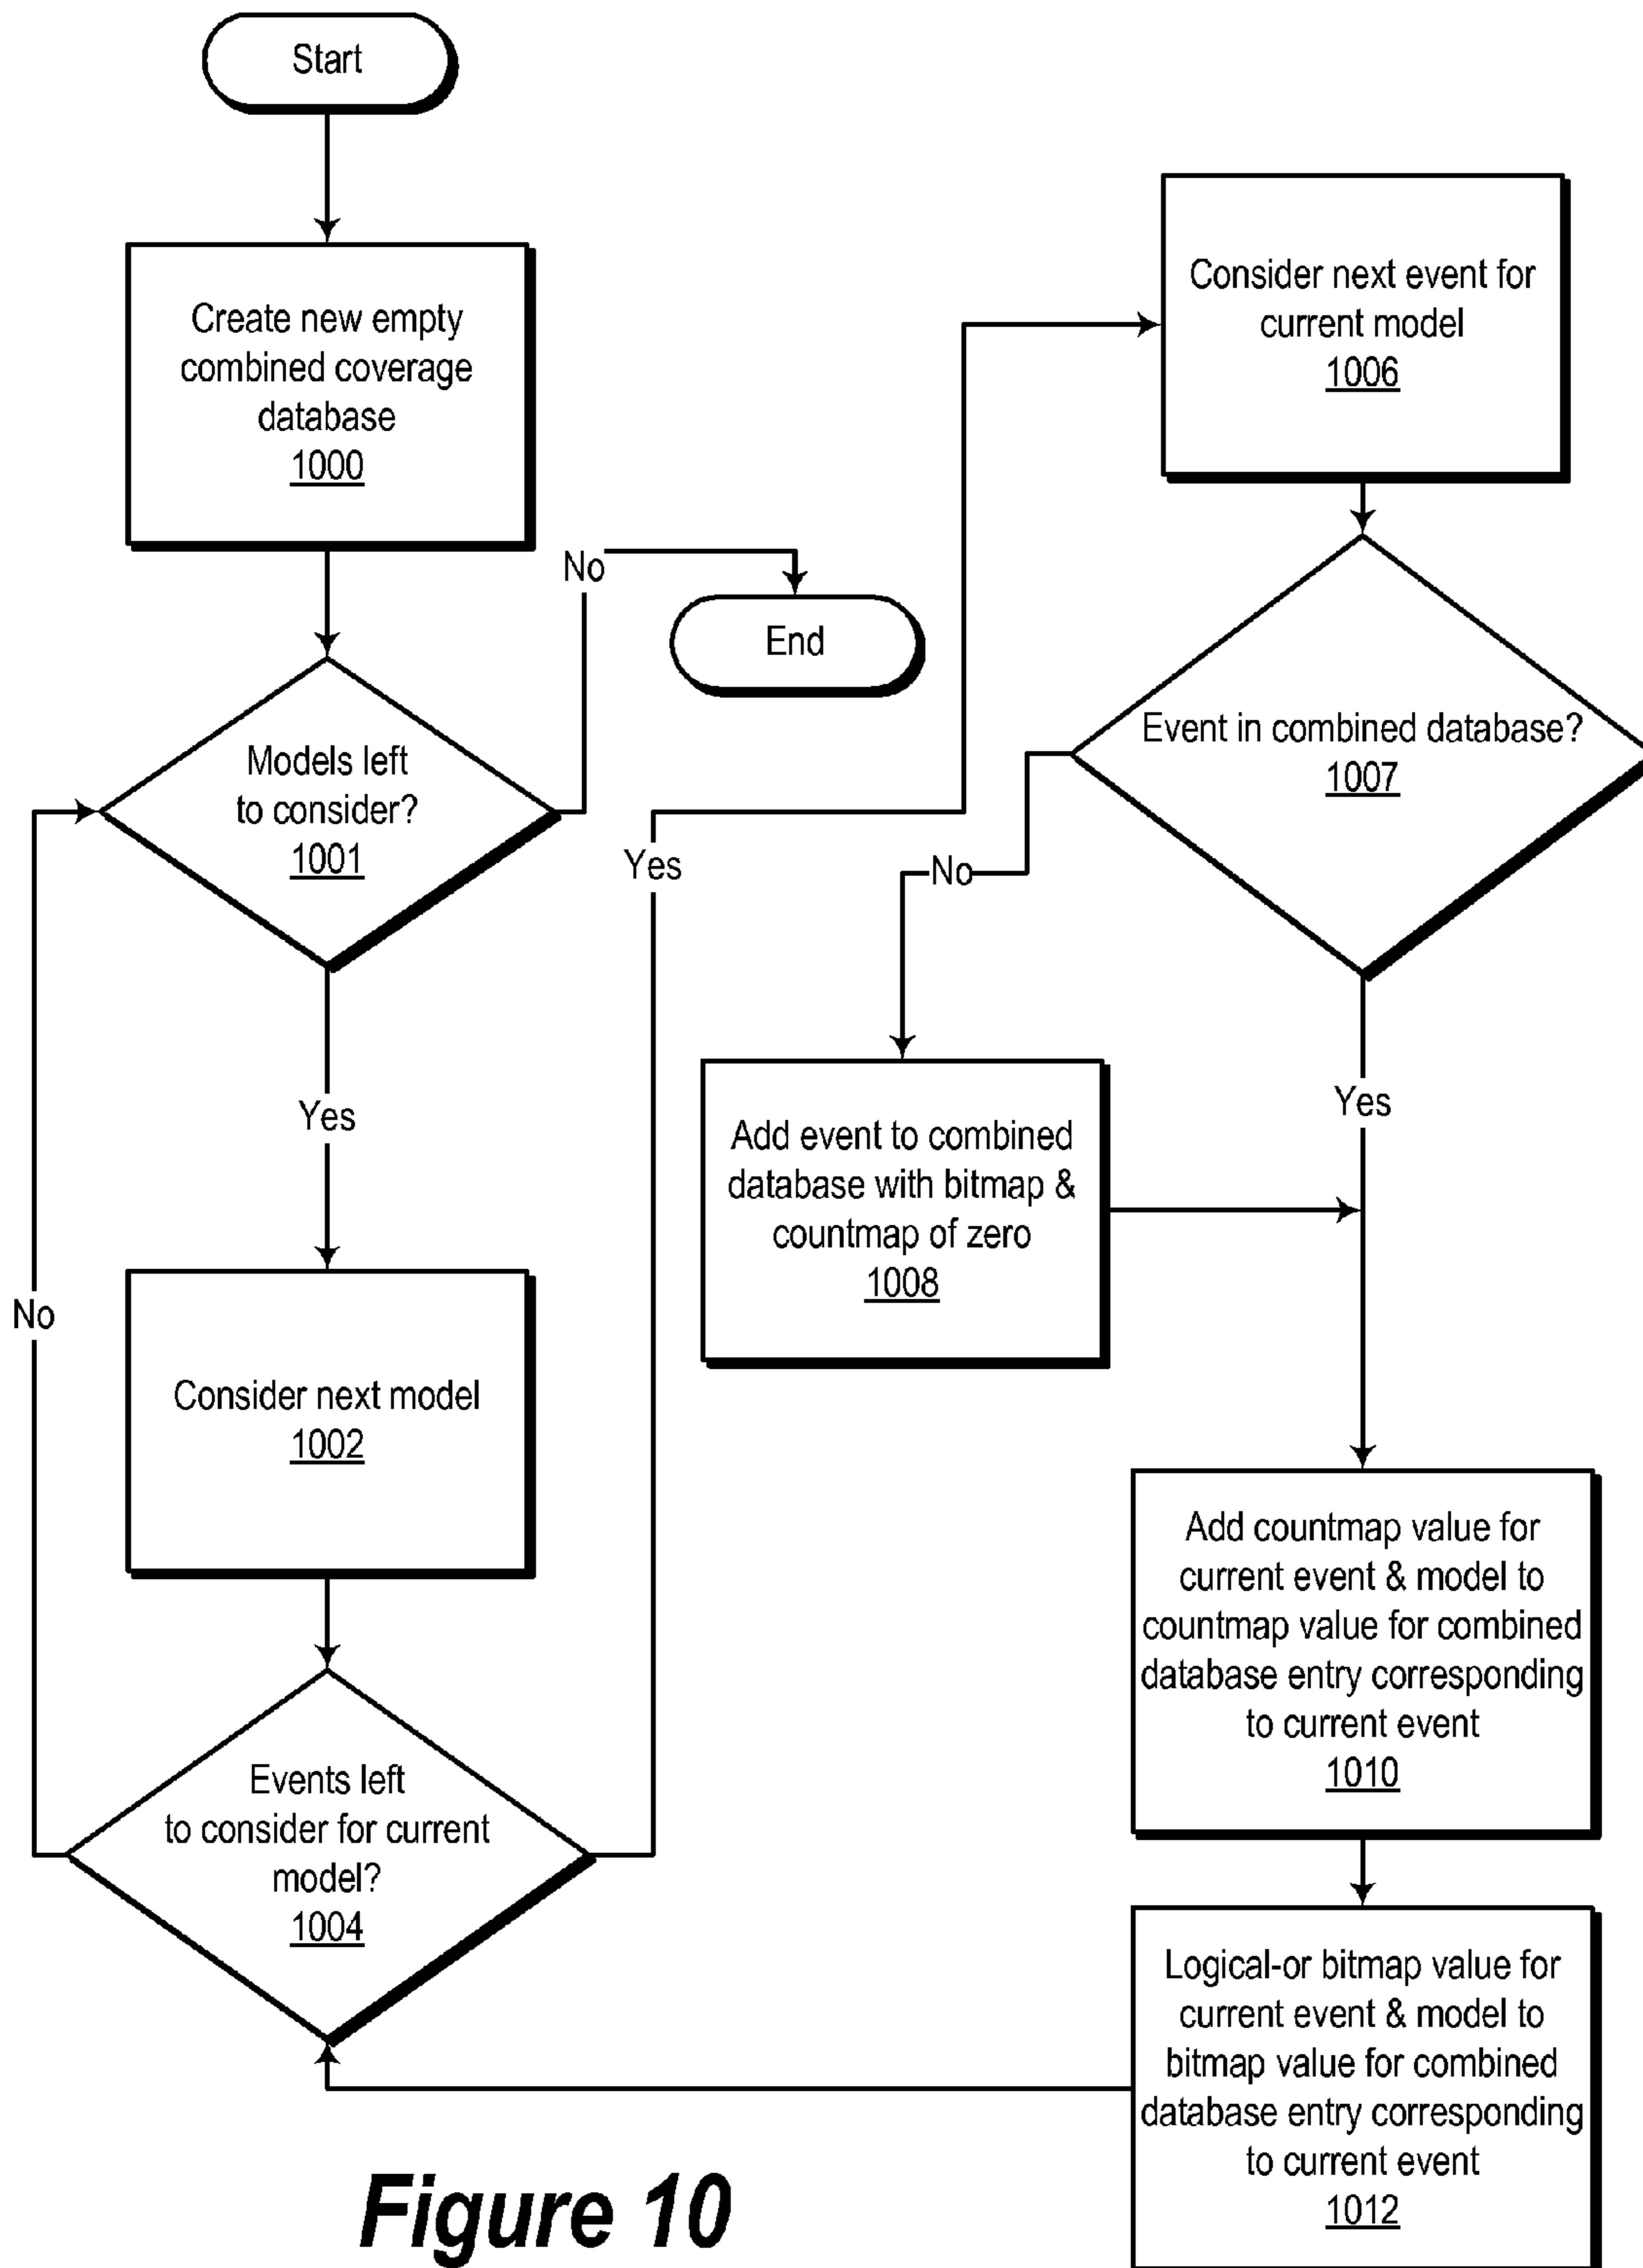 Start
Create new empty
combined coverage
database
1000
No
End
Models left
to consider?
1001
Yes
No
Consider next model
1002
Events left
to consider for current
model?
1004
Yes
Consider next event for
current model
1006
Event in combined database?
1007
No
Yes
Add event to combined
database with bitmap &
countmap of zero
1008
Add countmap value for
current event & model to
countmap value for combined
database entry corresponding
to current event
1010
Logical-or bitmap value for
current event & model to
bitmap value for combined
database entry corresponding
to current event
1012
Figure 10